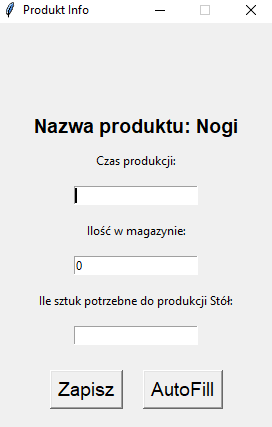 Produkt Info
Nazwa produktu: Nogi
Czas produkcji:
Ilość w magazynie:
0
Ile sztuk potrzebne do produkcji Stół:
Zapisz AutoFill